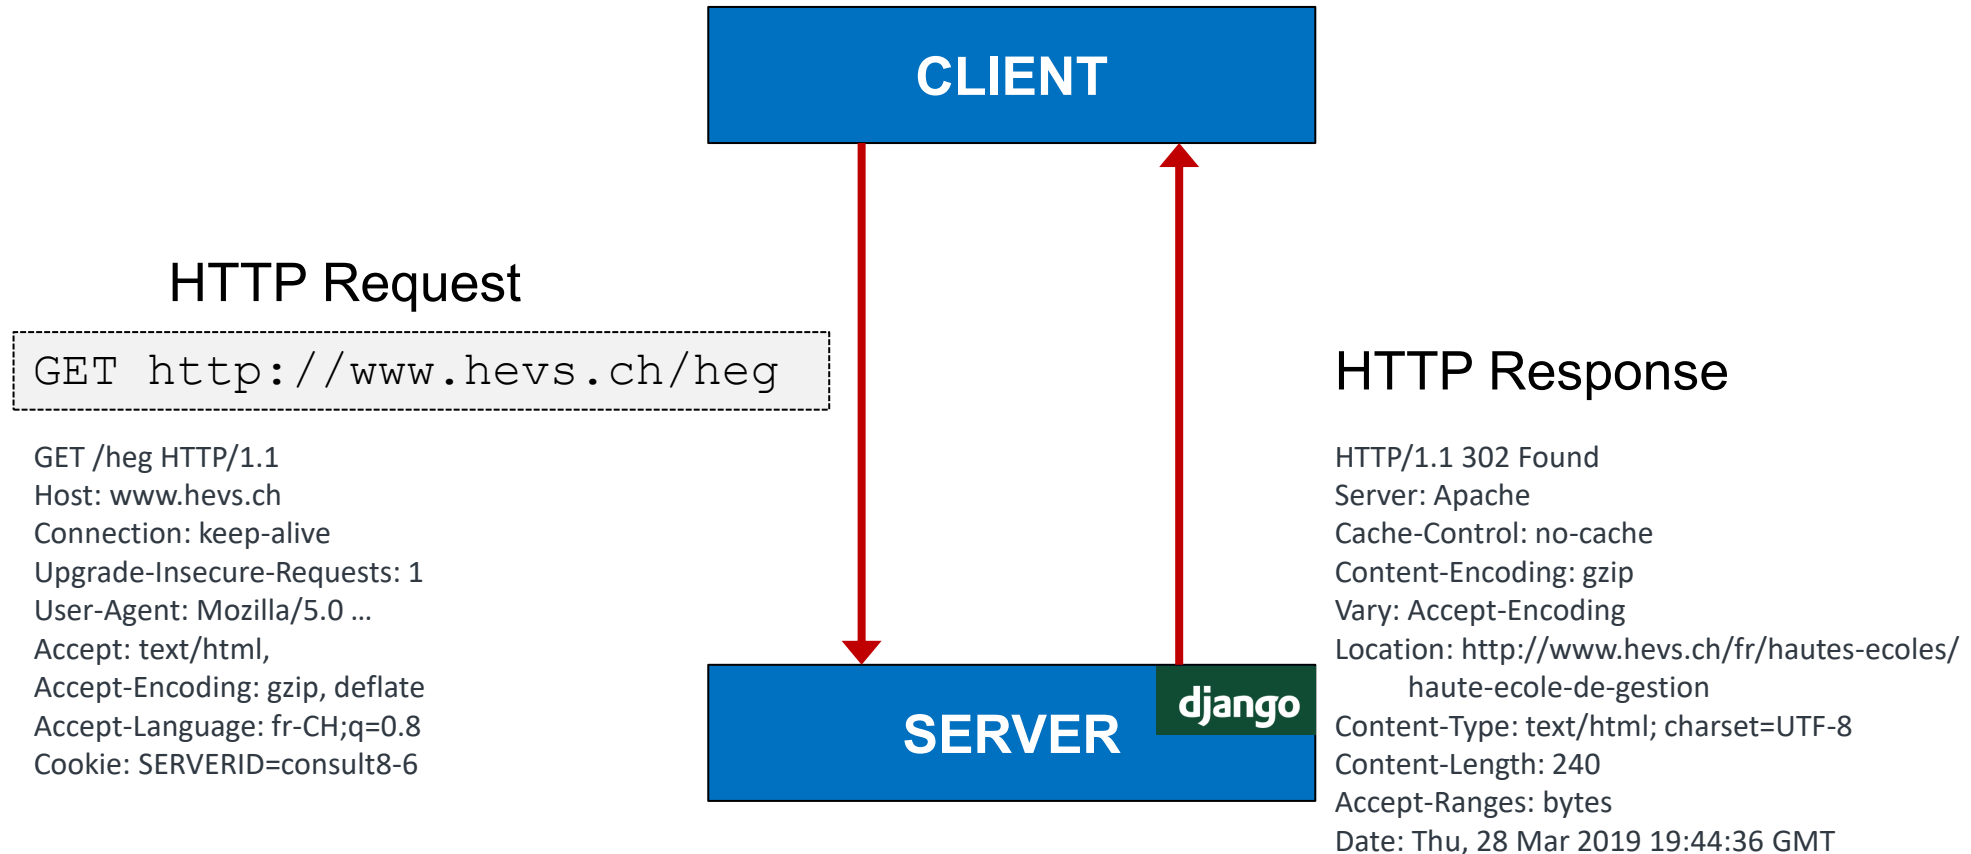 CLIENT
HTTP Request
GET http://www.hevs.ch/heg
GET /heg HTTP/1.1
Host: www.hevs.ch
Connection: keep-alive
Upgrade-Insecure-Requests: 1
User-Agent: Mozilla/5.0 ...
Accept: text/html,
Accept-Encoding: gzip, deflate
Accept-Language: fr-CH;q=0.8
Cookie: SERVERID=consult8-6
SERVER
django
HTTP Response
HTTP/1.1 302 Found
Server: Apache
Cache-Control: no-cache
Content-Encoding: gzip
Vary: Accept-Encoding
Location: http://www.hevs.ch/fr/hautes-ecoles/
haute-ecole-de-gestion
Content-Type: text/html; charset=UTF-8
Content-Length: 240
Accept-Ranges: bytes
Date: Thu, 28 Mar 2019 19:44:36 GMT